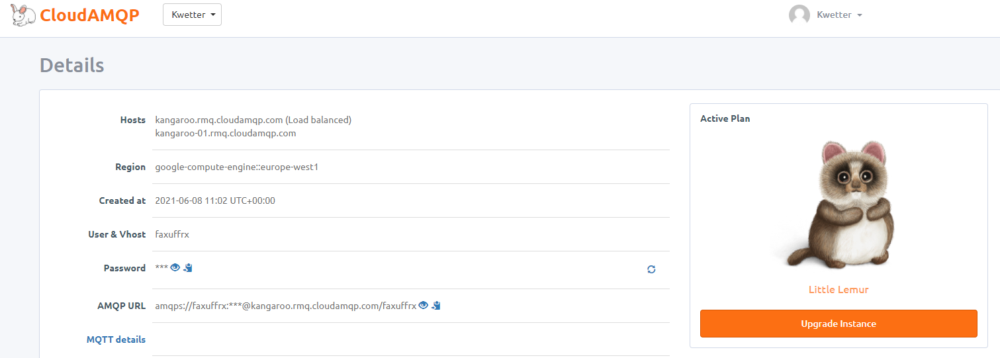 CloudAMQP
Kwetter
Kwetter
Details
Hosts
kangaroo.rmq.cloudamqp.com (Load balanced)
kangaroo-01.rmq.cloudamqp.com
Region
google-compute-engine::europe-west1
Created at
2021-06-08 11:02 UTC+00:00
User & Vhost
faxuffrx
Password
***
AMQP URL
amqps://faxuffrx:***@kangaroo.rmq.cloudamqp.com/faxuffrx
MQTT details
Active Plan
Little Lemur
Upgrade Instance